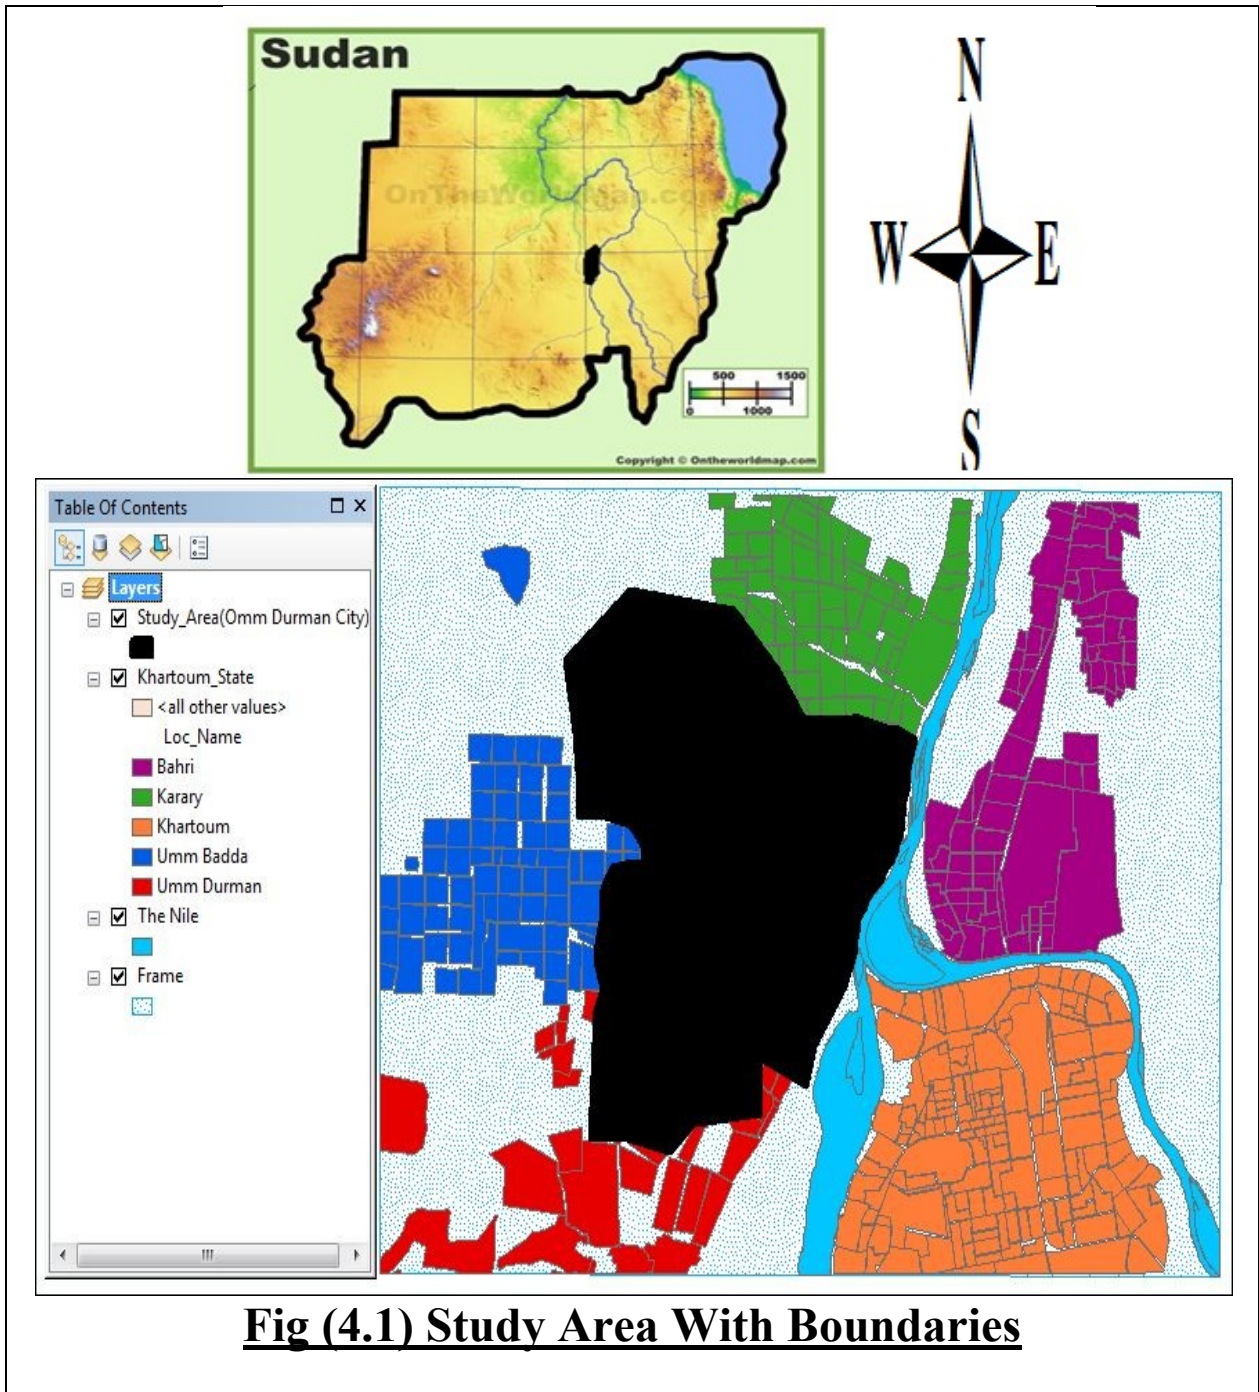 Sudan
OnTheWorldMap.com
500 1500
0 1000
Copyright © Ontheworldmap.com
N
W E
S
Table Of Contents
Layers
Study_Area(Omm Durman City)
Khartoum_State
<all other values>
Loc_Name
Bahri
Karary
Khartoum
Umm Badda
Umm Durman
The Nile
Frame
Fig (4.1) Study Area With Boundaries